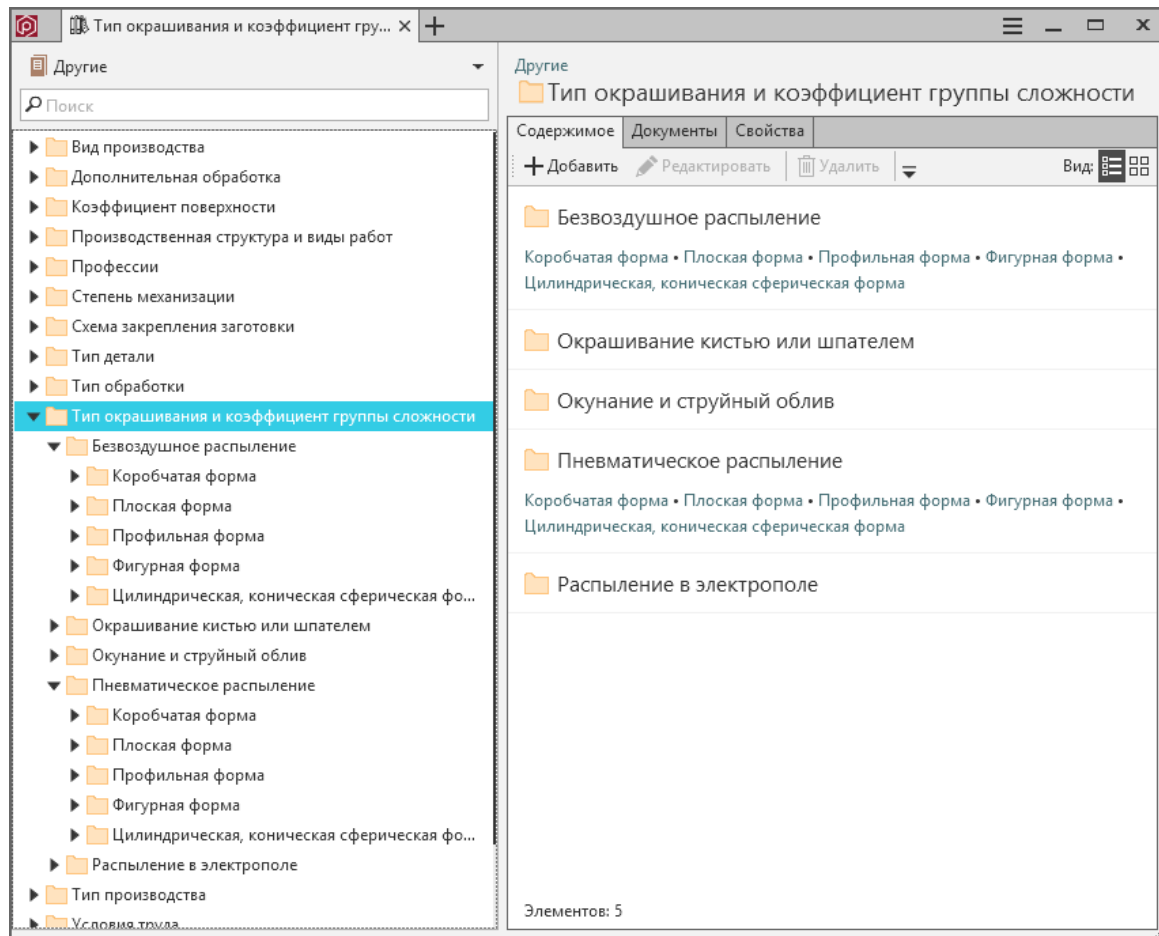 Тип окрашивания и коэффициент гру...
Другие
Поиск
Вид производства
Дополнительная обработка
Коэффициент поверхности
Производственная структура и виды работ
Профессии
Степень механизации
Схема закрепления заготовки
Тип детали
Тип обработки
Тип окрашивания и коэффициент группы сложности
Безвоздушное распыление
Коробчатая форма
Плоская форма
Профильная форма
Фигурная форма
Цилиндрическая, коническая сферическая фо...
Окрашивание кистью или шпателем
Окунание и струйный облив
Пневматическое распыление
Коробчатая форма
Плоская форма
Профильная форма
Фигурная форма
Цилиндрическая, коническая сферическая фо...
Распыление в электрополе
Тип производства
Условия труда
Другие
Тип окрашивания и коэффициент группы сложности
Содержимое Документы Свойства
Добавить Редактировать Удалить Вид:
Безвоздушное распыление
Коробчатая форма • Плоская форма • Профильная форма • Фигурная форма •
Цилиндрическая, коническая сферическая форма
Окрашивание кистью или шпателем
Окунание и струйный облив
Пневматическое распыление
Коробчатая форма • Плоская форма • Профильная форма • Фигурная форма •
Цилиндрическая, коническая сферическая форма
Распыление в электрополе
Элементов: 5